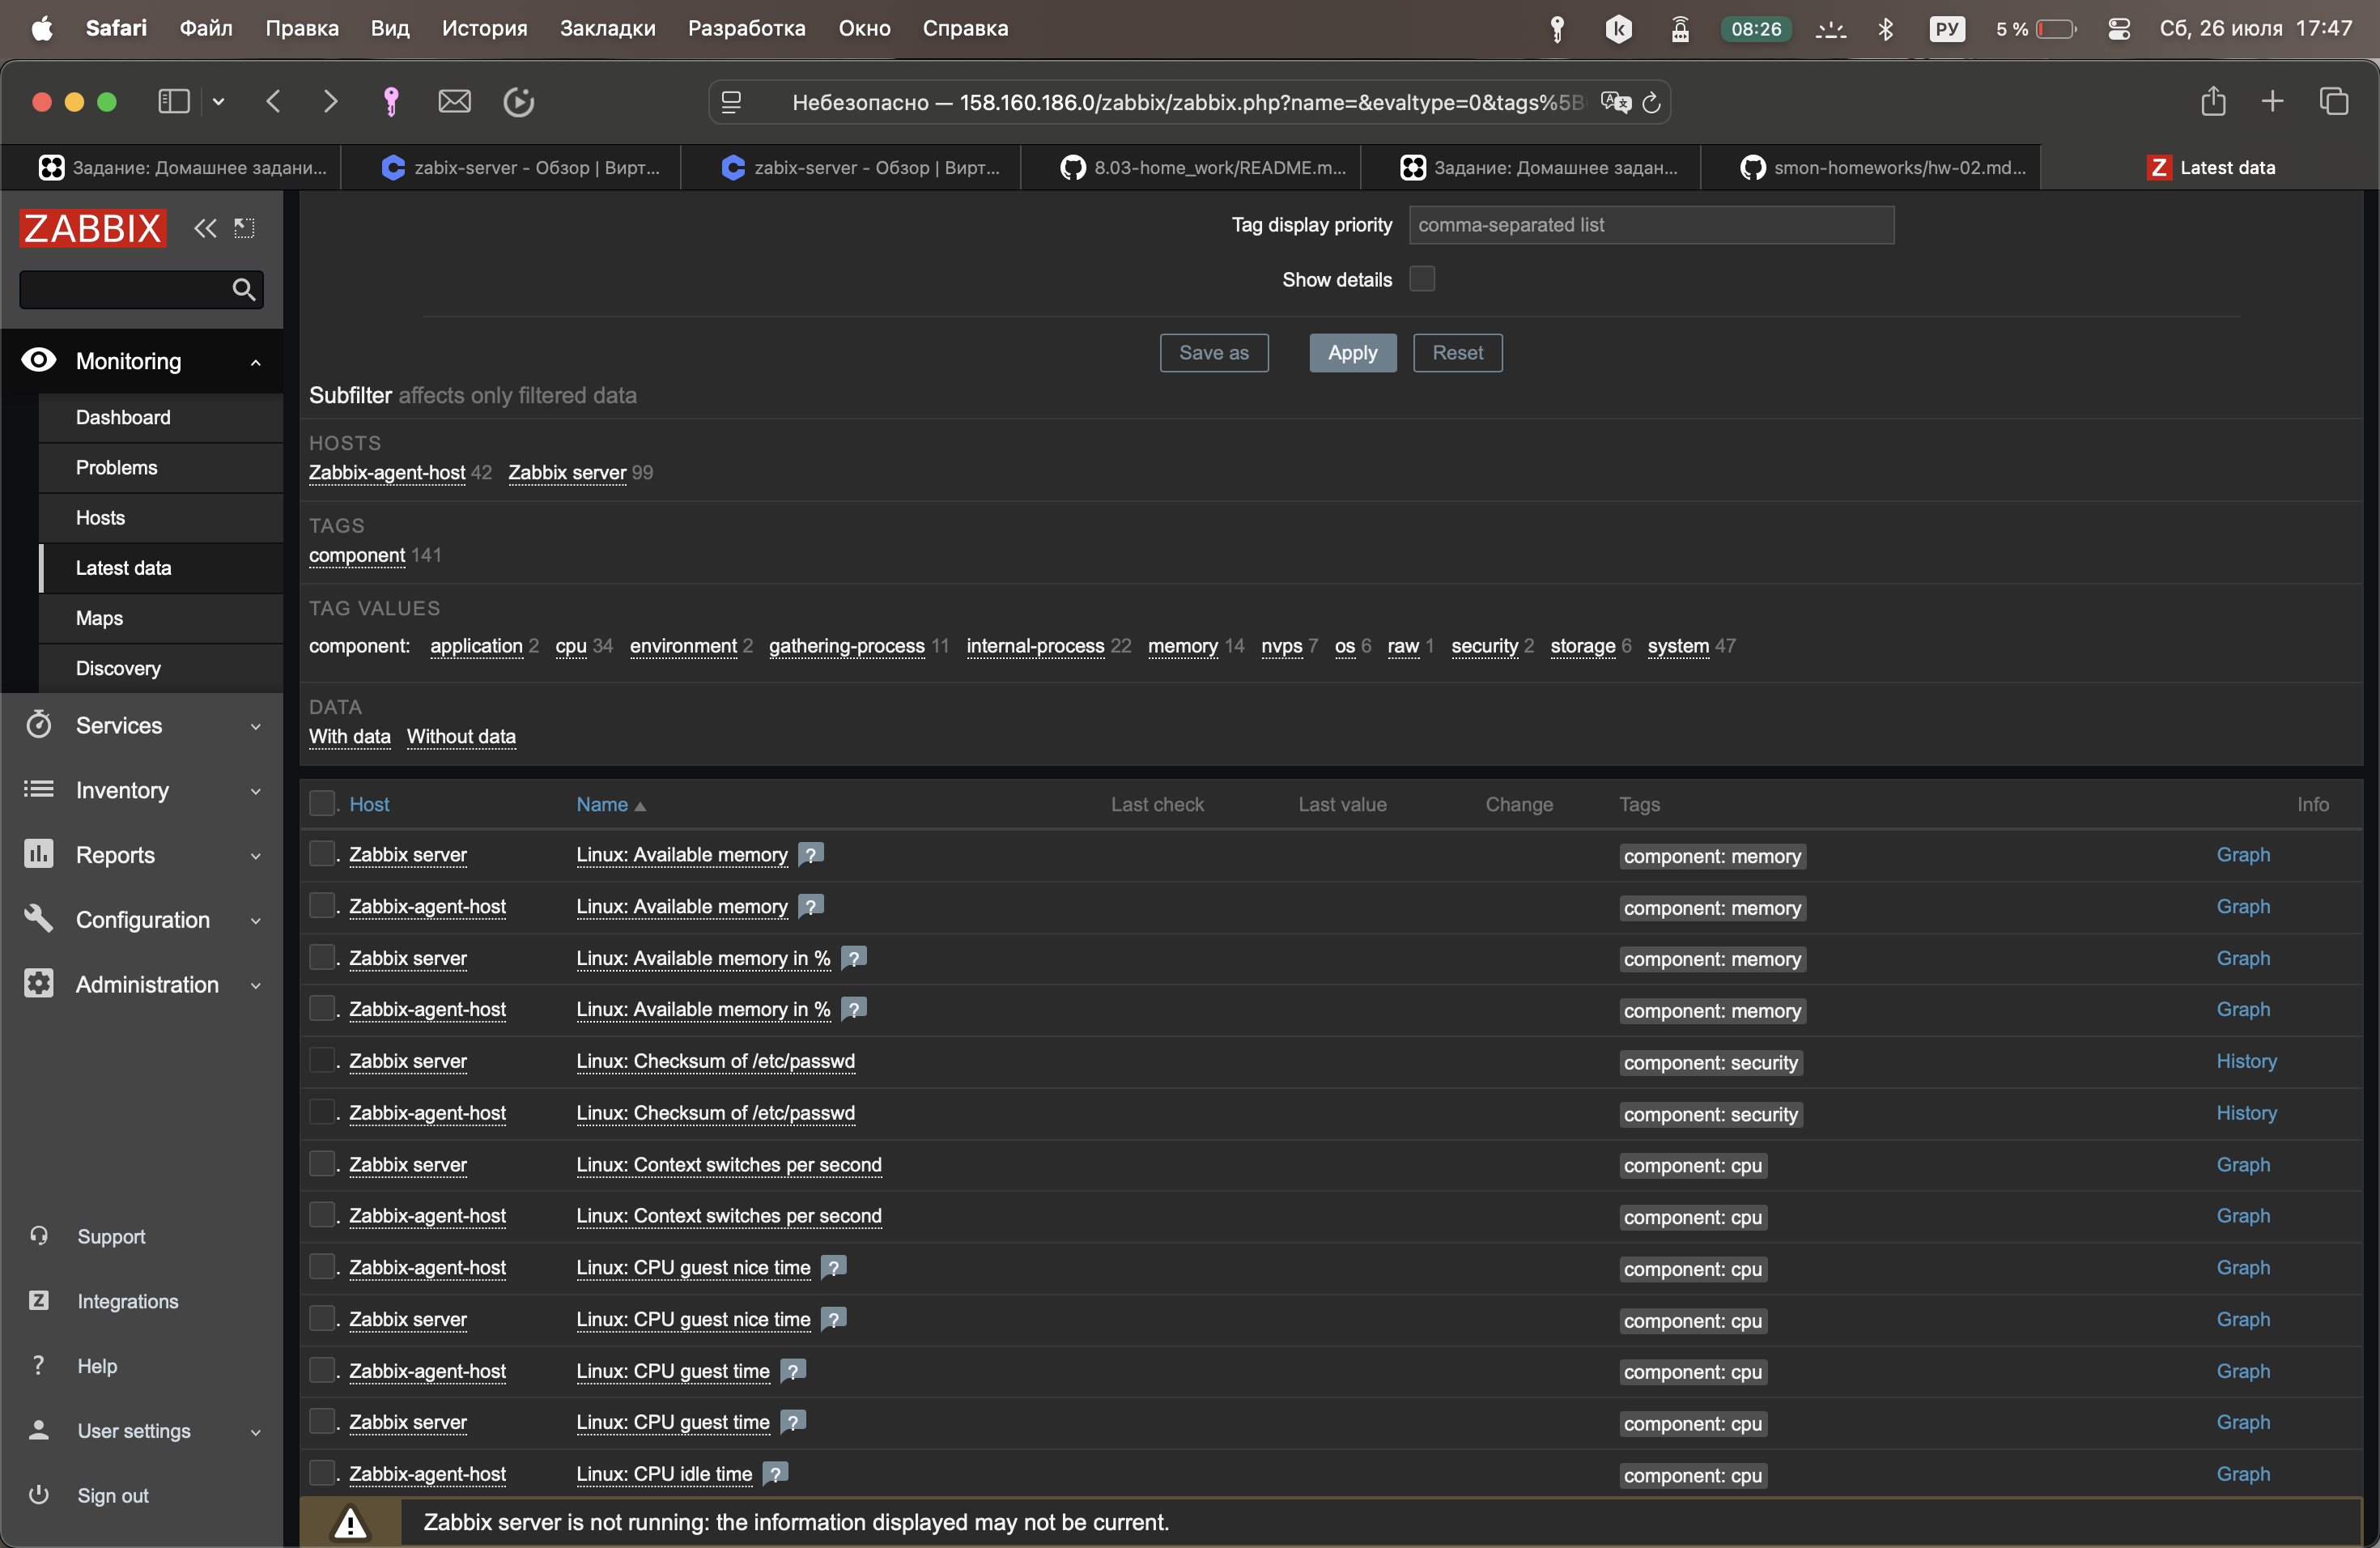 Safari Файл Правка Вид История Закладки Разработка Окно Справка 08:26 РУ 5 % Сб, 26 июля 17:47
Небезопасно — 158.160.186.0/zabbix/zabbix.php?name=&evaltype=0&tags%5B
Задание: Домашнее задани... zabix-server - Обзор | Вирт... zabix-server - Обзор | Вирт... 8.03-home_work/README.m... Задание: Домашнее задан... smon-homeworks/hw-02.md... Z Latest data
ZABBIX
Monitoring
Dashboard
Problems
Hosts
Latest data
Maps
Discovery
Services
Inventory
Reports
Configuration
Administration
Support
Z Integrations
? Help
User settings
Sign out
Tag display priority comma-separated list
Show details
Save as Apply Reset
Subfilter affects only filtered data
HOSTS
Zabbix-agent-host 42 Zabbix server 99
TAGS
component 141
TAG VALUES
component: application 2 cpu 34 environment 2 gathering-process 11 internal-process 22 memory 14 nvps 7 os 6 raw 1 security 2 storage 6 system 47
DATA
With data Without data
Host Name Last check Last value Change Tags Info
Zabbix server Linux: Available memory ? component: memory Graph
Zabbix-agent-host Linux: Available memory ? component: memory Graph
Zabbix server Linux: Available memory in % ? component: memory Graph
Zabbix-agent-host Linux: Available memory in % ? component: memory Graph
Zabbix server Linux: Checksum of /etc/passwd component: security History
Zabbix-agent-host Linux: Checksum of /etc/passwd component: security History
Zabbix server Linux: Context switches per second component: cpu Graph
Zabbix-agent-host Linux: Context switches per second component: cpu Graph
Zabbix-agent-host Linux: CPU guest nice time ? component: cpu Graph
Zabbix server Linux: CPU guest nice time ? component: cpu Graph
Zabbix-agent-host Linux: CPU guest time ? component: cpu Graph
Zabbix server Linux: CPU guest time ? component: cpu Graph
Zabbix-agent-host Linux: CPU idle time ? component: cpu Graph
Zabbix server is not running: the information displayed may not be current.